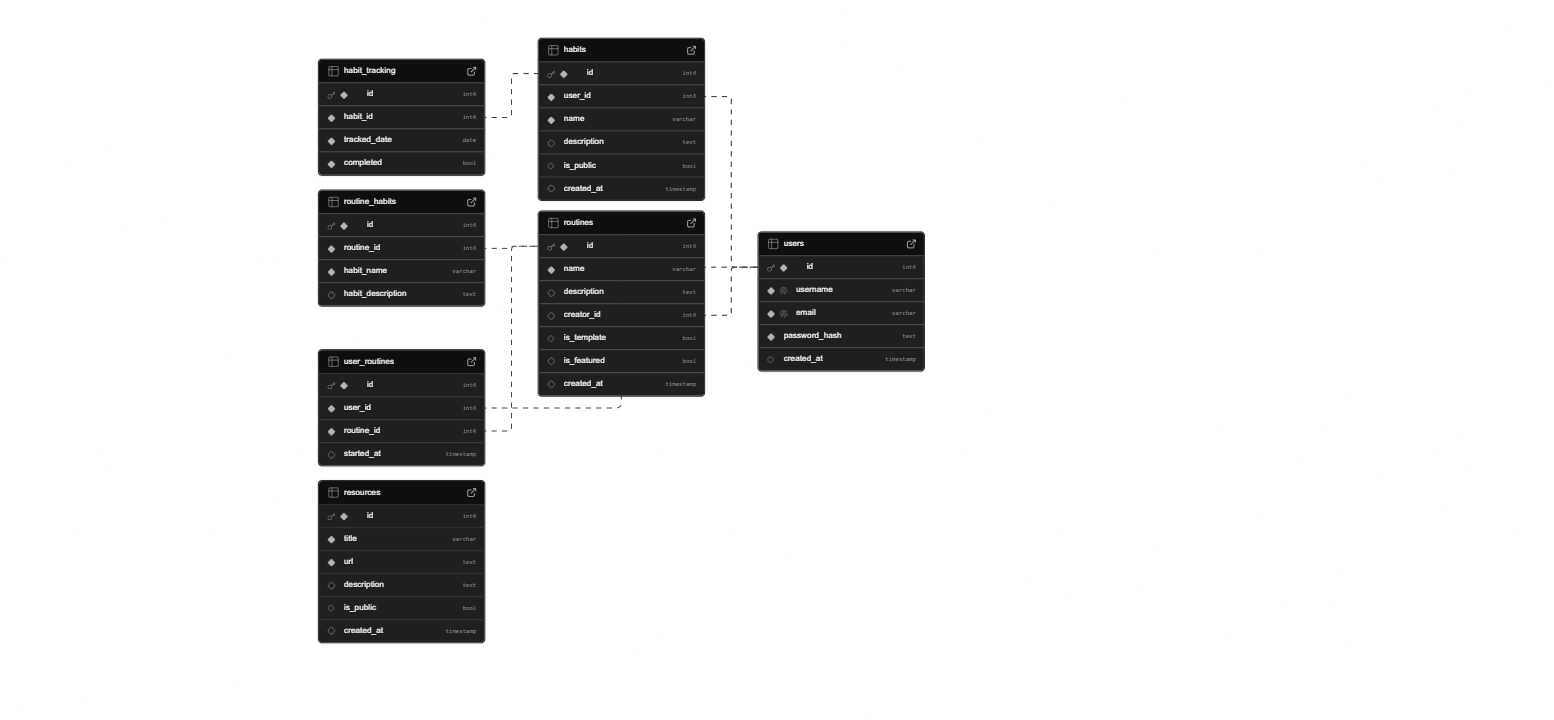 habit_tracking
id int4
habit_id int4
tracked_date date
completed bool
routine_habits
id int4
routine_id int4
habit_name varchar
habit_description text
user_routines
id int4
user_id int4
routine_id int4
started_at timestamp
resources
id int4
title varchar
url text
description text
is_public bool
created_at timestamp
habits
id int4
user_id int4
name varchar
description text
is_public bool
created_at timestamp
routines
id int4
name varchar
description text
creator_id int4
is_template bool
is_featured bool
created_at timestamp
users
id int4
username varchar
email varchar
password_hash text
created_at timestamp